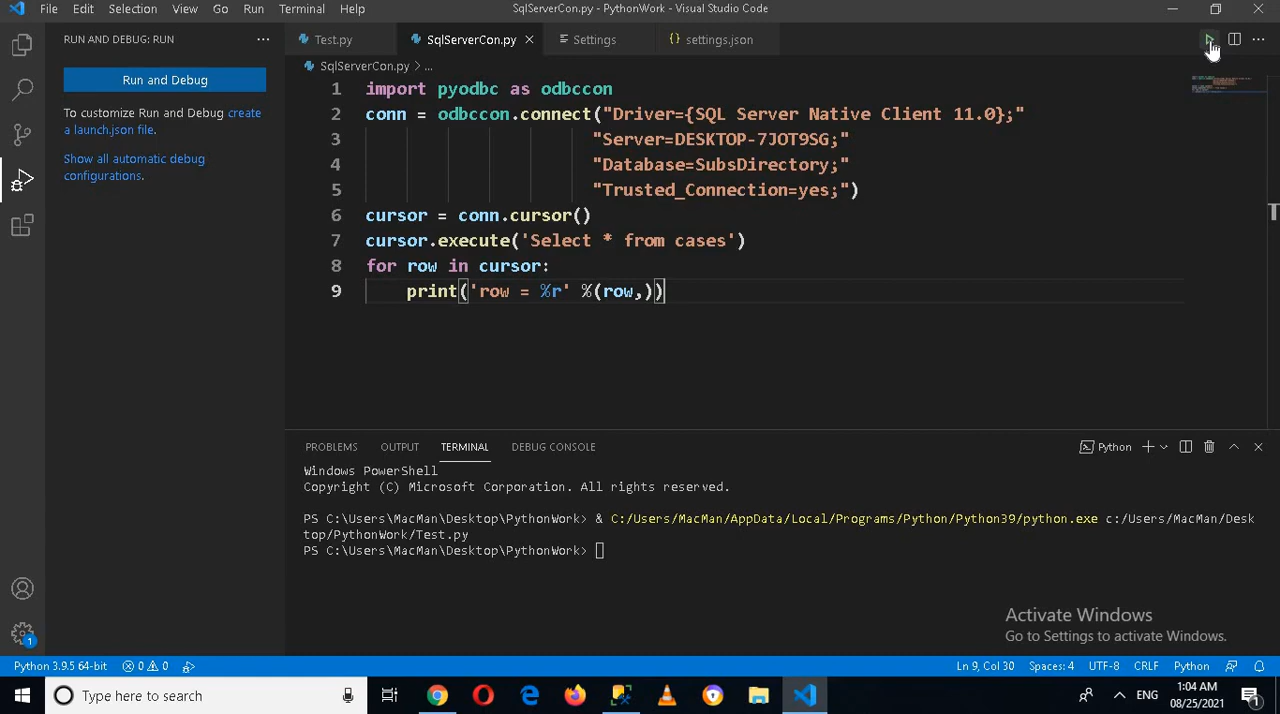 File Edit Selection View Go Run Terminal Help SqlServerCon.py - PythonWork - Visual Studio Code
RUN AND DEBUG: RUN ... Test.py SqlServerCon.py Settings {} settings.json
SqlServerCon.py > ...
Run and Debug
To customize Run and Debug create
a launch.json file.
Show all automatic debug
configurations.
1 import pyodbc as odbccon
2 conn = odbccon.connect("Driver={SQL Server Native Client 11.0};"
3 "Server=DESKTOP-7JOT9SG;"
4 "Database=SubsDirectory;"
5 "Trusted_Connection=yes;")
6 cursor = conn.cursor()
7 cursor.execute('Select * from cases')
8 for row in cursor:
9 print('row = %r' %(row,))
PROBLEMS OUTPUT TERMINAL DEBUG CONSOLE Python
Windows PowerShell
Copyright (C) Microsoft Corporation. All rights reserved.
PS C:\Users\MacMan\Desktop\PythonWork> & C:/Users/MacMan/AppData/Local/Programs/Python/Python39/python.exe c:/Users/MacMan/Desk
top/PythonWork/Test.py
PS C:\Users\MacMan\Desktop\PythonWork>
Activate Windows
Go to Settings to activate Windows.
1
Python 3.9.5 64-bit 0 0 Ln 9, Col 30 Spaces: 4 UTF-8 CRLF Python
Type here to search ENG 1:04 AM
08/25/2021 1